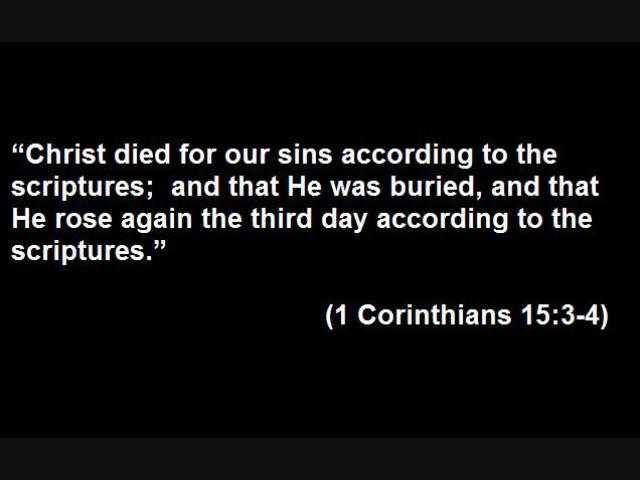 “Christ died for our sins according to the
scriptures;  and that He was buried, and that
He rose again the third day according to the
scriptures.”
(1 Corinthians 15:3-4)